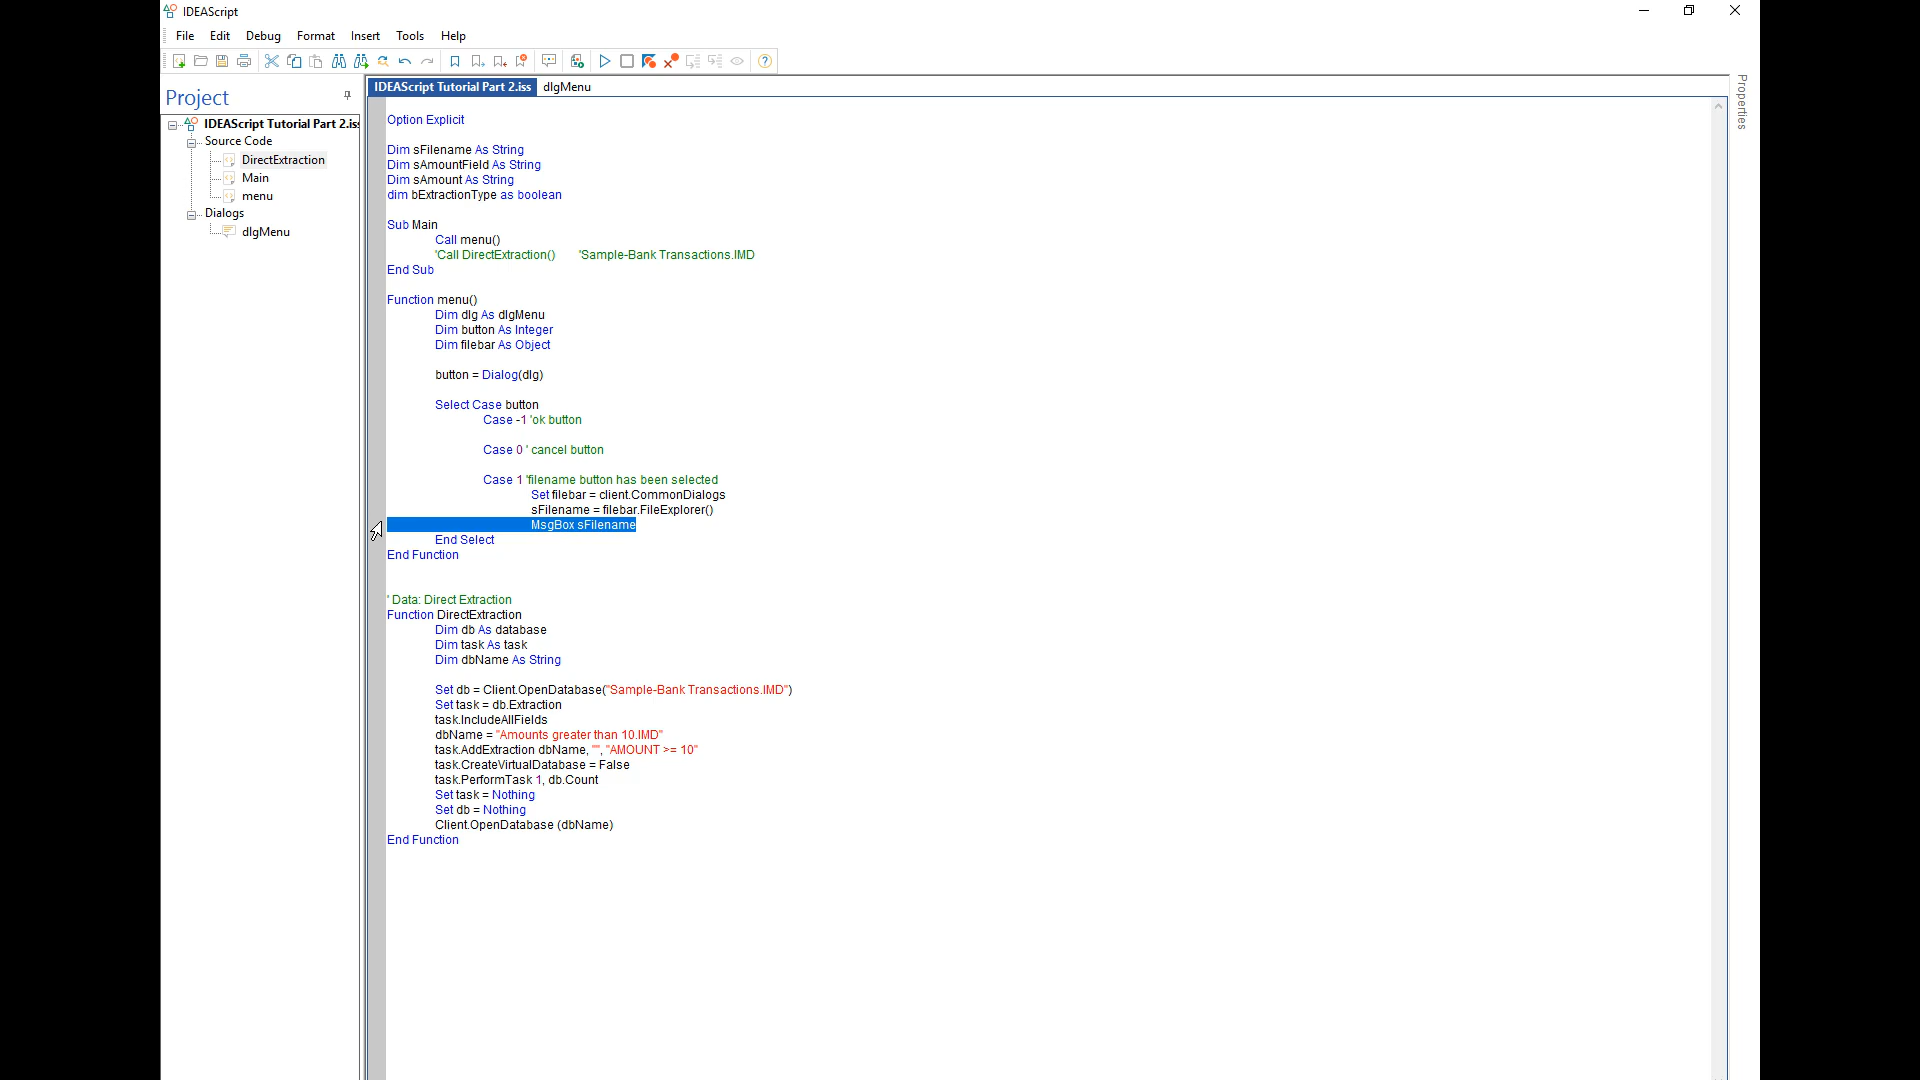 IDEAScript
File Edit Debug Format Insert Tools Help
Project
IDEAScript Tutorial Part 2.is
Source Code
DirectExtraction
Main
menu
Dialogs
dlgMenu
IDEAScript Tutorial Part 2.iss dlgMenu
Option Explicit
Dim sFilename As String
Dim sAmountField As String
Dim sAmount As String
dim bExtractionType as boolean
Sub Main
Call menu()
'Call DirectExtraction() 'Sample-Bank Transactions.IMD
End Sub
Function menu()
Dim dlg As dlgMenu
Dim button As Integer
Dim filebar As Object
button = Dialog(dlg)
Select Case button
Case -1 'ok button
Case 0 ' cancel button
Case 1 'filename button has been selected
Set filebar = client.CommonDialogs
sFilename = filebar.FileExplorer()
MsgBox sFilename
End Select
End Function
' Data: Direct Extraction
Function DirectExtraction
Dim db As database
Dim task As task
Dim dbName As String
Set db = Client.OpenDatabase("Sample-Bank Transactions.IMD")
Set task = db.Extraction
task.IncludeAllFields
dbName = "Amounts greater than 10.IMD"
task.AddExtraction dbName, "", "AMOUNT >= 10"
task.CreateVirtualDatabase = False
task.PerformTask 1, db.Count
Set task = Nothing
Set db = Nothing
Client.OpenDatabase (dbName)
End Function
Properties